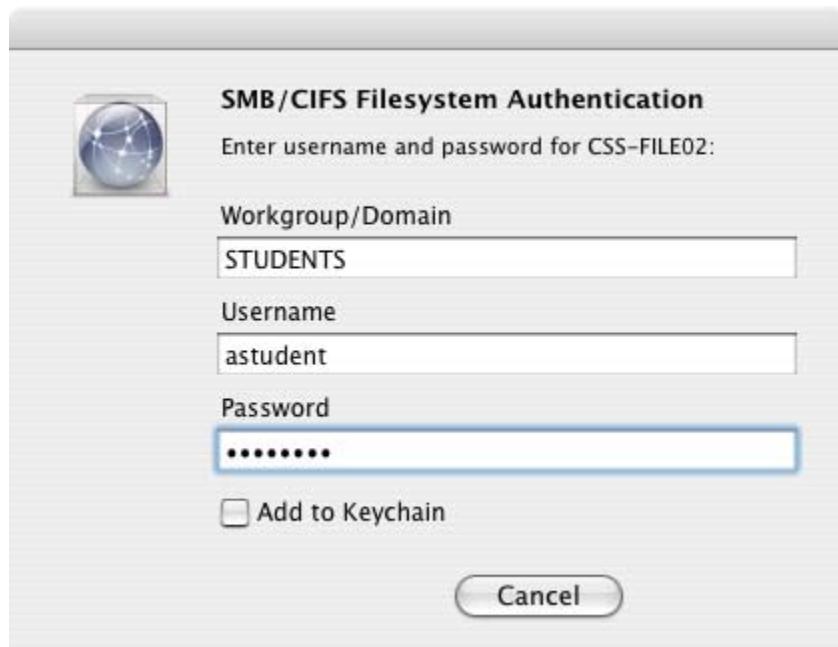 SMB/CIFS Filesystem Authentication
Enter username and password for CSS-FILE02:
Workgroup/Domain
STUDENTS
Username
astudent
Password
••••••••
Add to Keychain
Cancel